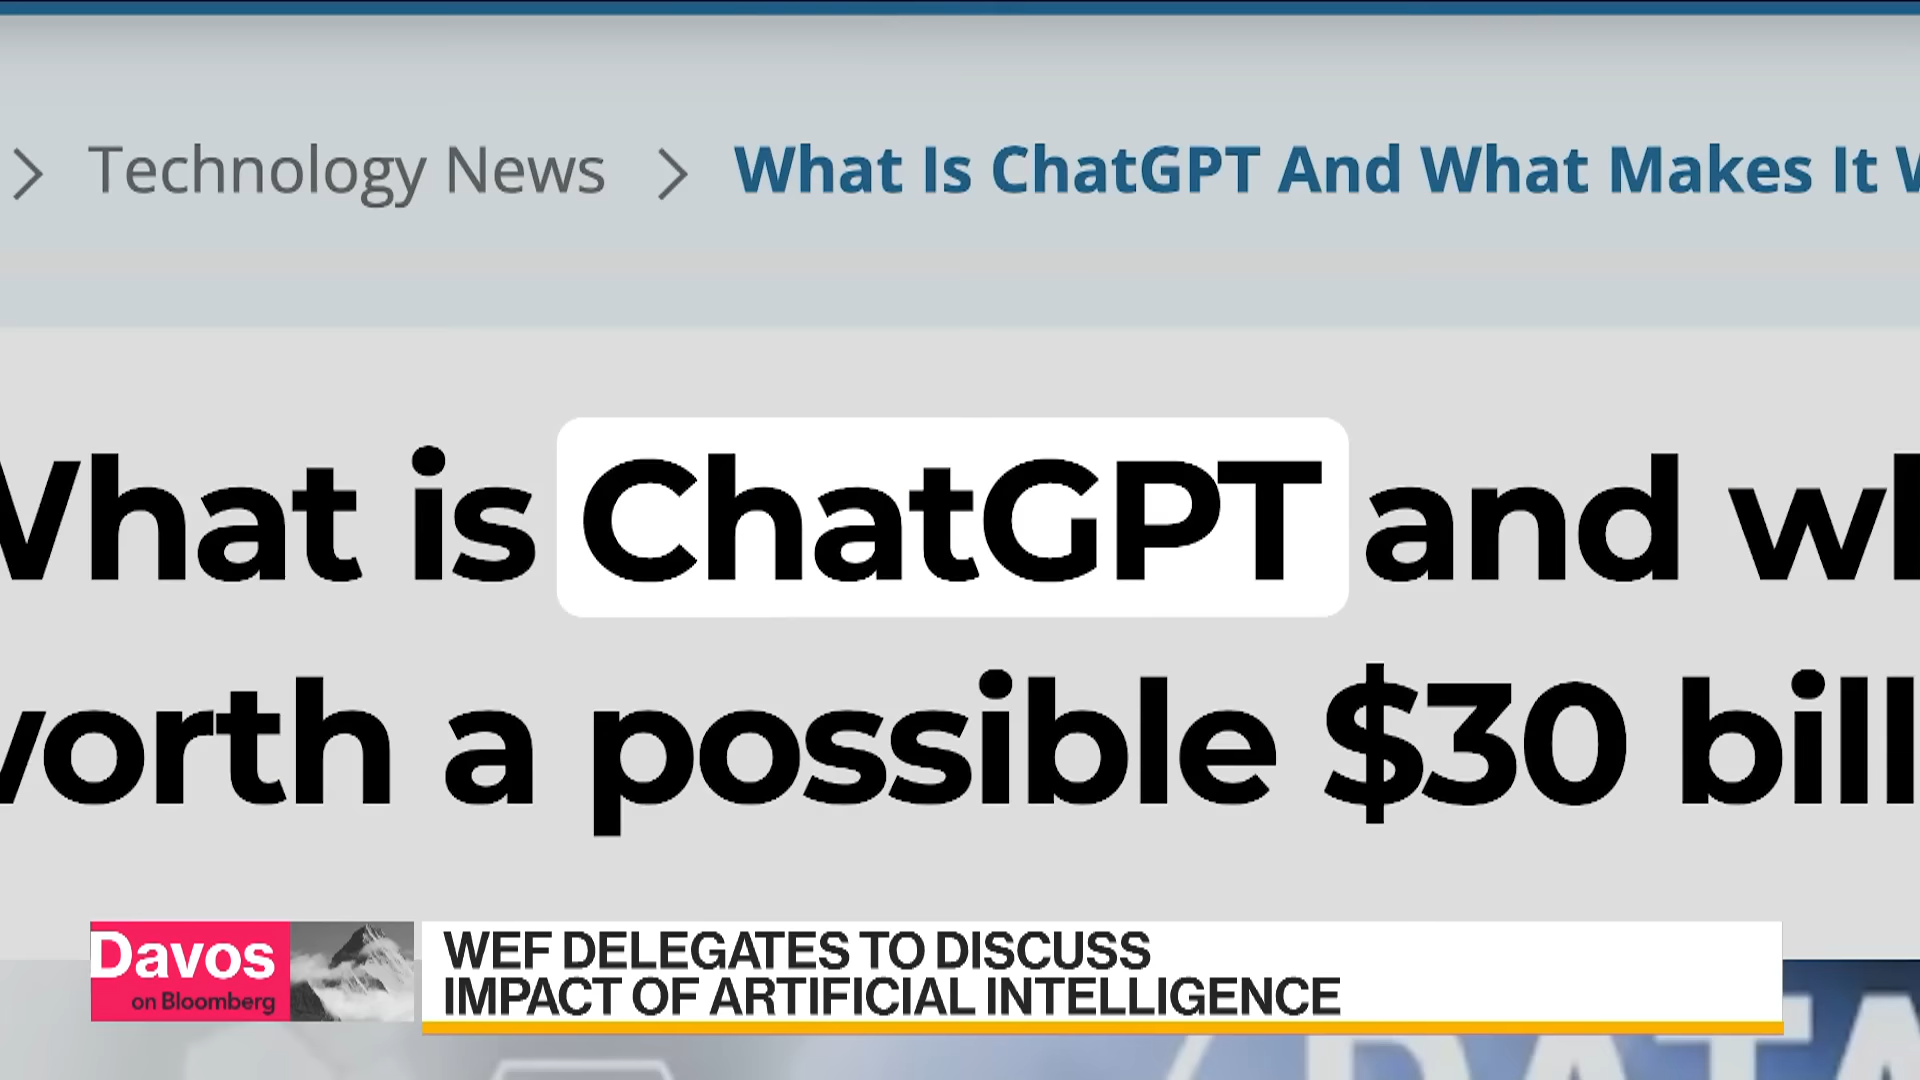 Technology News > What Is ChatGPT And What Makes It
What is ChatGPT and
worth a possible $30
Davos
on Bloomberg
WEF DELEGATES TO DISCUSS
IMPACT OF ARTIFICIAL INTELLIGENCE
DATA